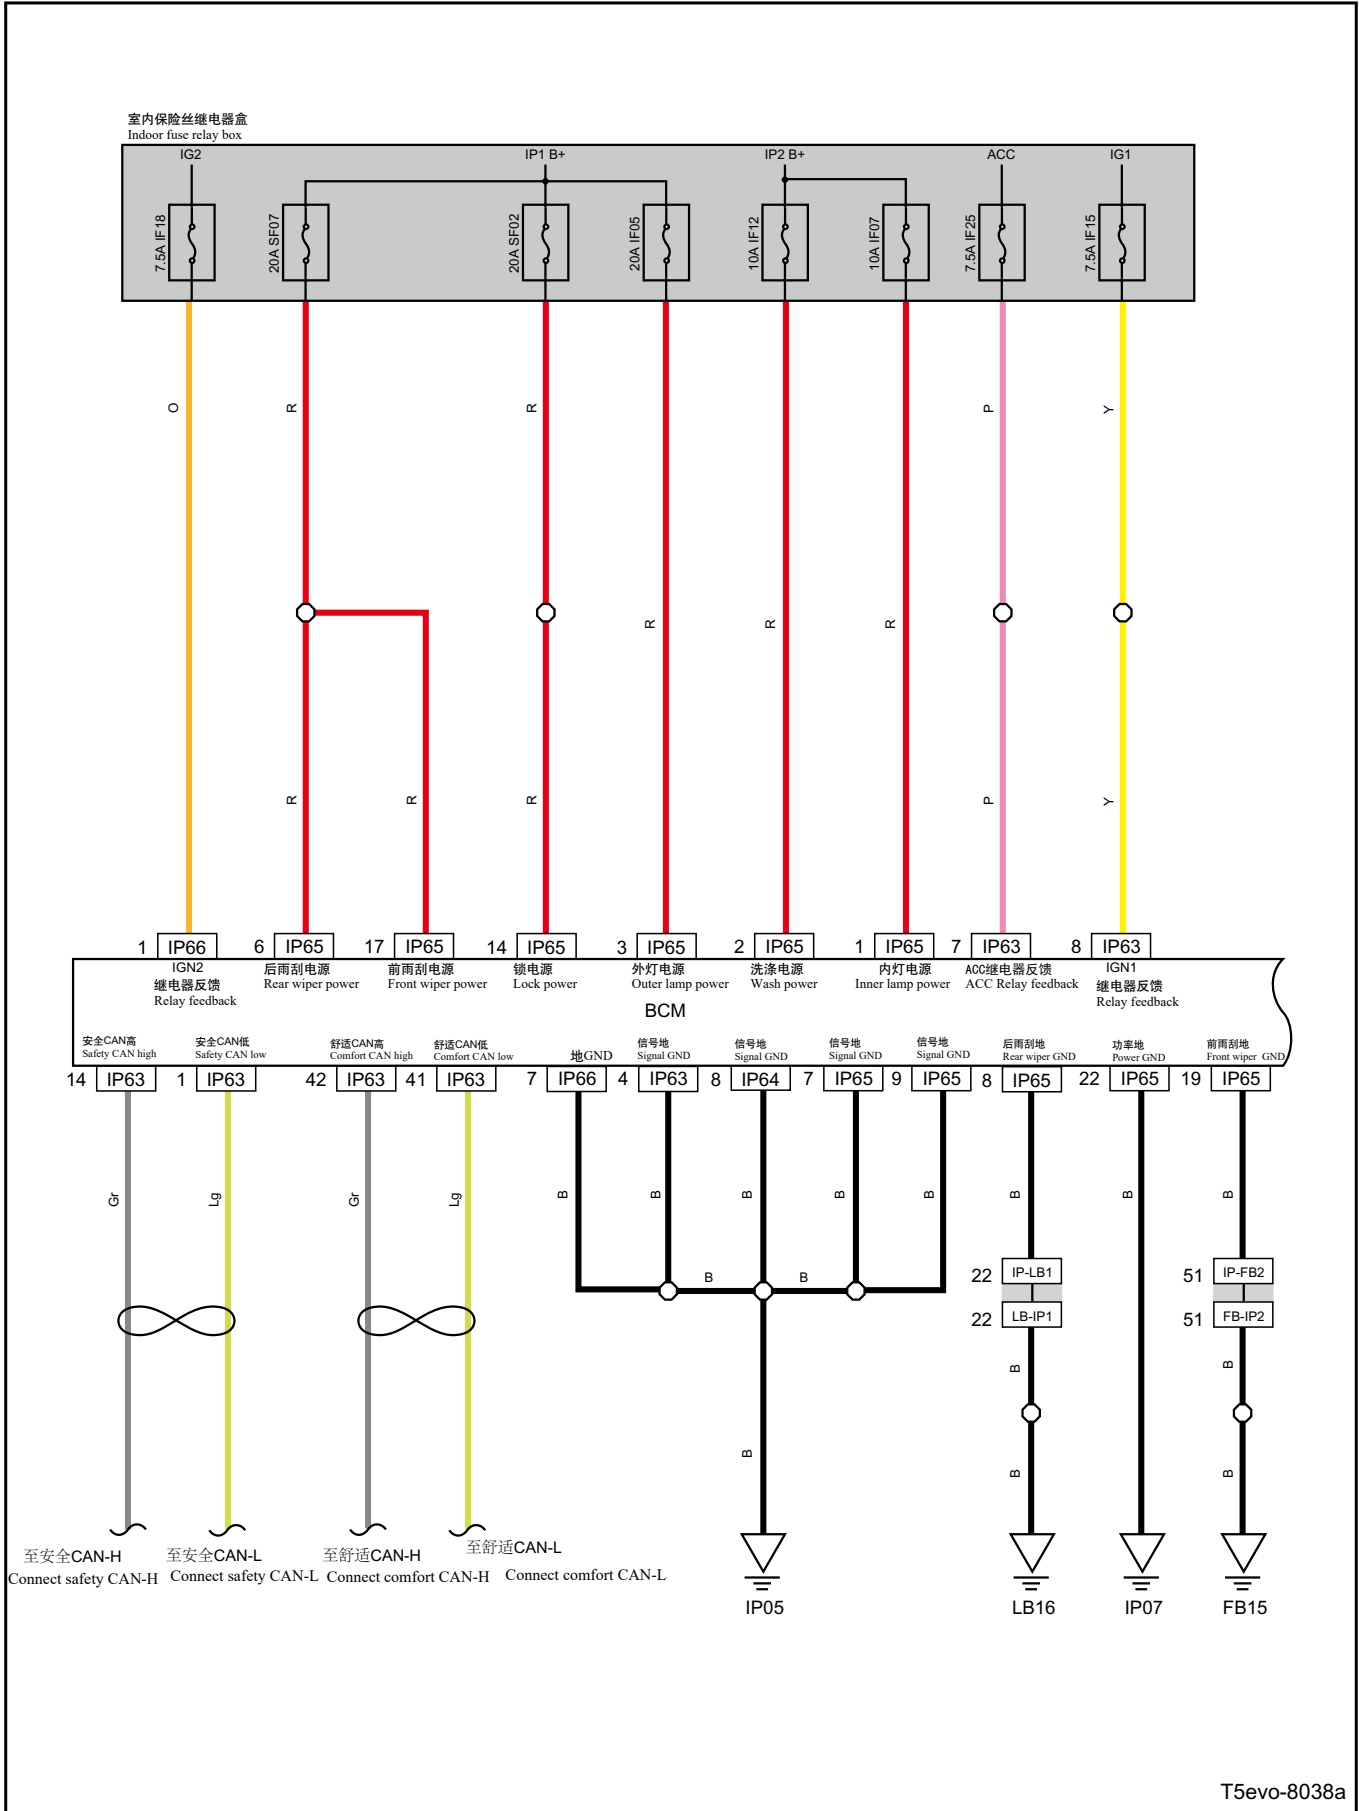 室内保险丝继电器盒
Indoor fuse relay box
IG2 IP1 B+ IP2 B+ ACC IG1
7.5A IF18 20A SF07 20A SF02 20A IF05 10A IF12 10A IF07 7.5A IF25 7.5A IF15
O R R P Y
R R R
R R R P Y
1 IP66 6 IP65 17 IP65 14 IP65 3 IP65 2 IP65 1 IP65 7 IP63 8 IP63
IGN2 后雨刮电源 前雨刮电源 锁电源 外灯电源 洗涤电源 内灯电源 ACC继电器反馈 IGN1
继电器反馈 Rear wiper power Front wiper power Lock power Outer lamp power Wash power Inner lamp power ACC Relay feedback 继电器反馈
Relay feedback Relay feedback
BCM
安全CAN高 安全CAN低 舒适CAN高 舒适CAN低 信号地 信号地 信号地 信号地 后雨刮地 功率地 前雨刮地
Safety CAN high Safety CAN low Comfort CAN high Comfort CAN low 地GND Signal GND Signal GND Signal GND Signal GND Rear wiper GND Power GND Front wiper GND
14 IP63 1 IP63 42 IP63 41 IP63 7 IP66 4 IP63 8 IP64 7 IP65 9 IP65 8 IP65 22 IP65 19 IP65
Gr Lg Gr Lg B B B B B B B B
B B
22 IP-LB1 51 IP-FB2
22 LB-IP1 51 FB-IP2
B B
B B B
至安全CAN-H 至安全CAN-L 至舒适CAN-H 至舒适CAN-L
Connect safety CAN-H Connect safety CAN-L Connect comfort CAN-H Connect comfort CAN-L
IP05 LB16 IP07 FB15
T5evo-8038a